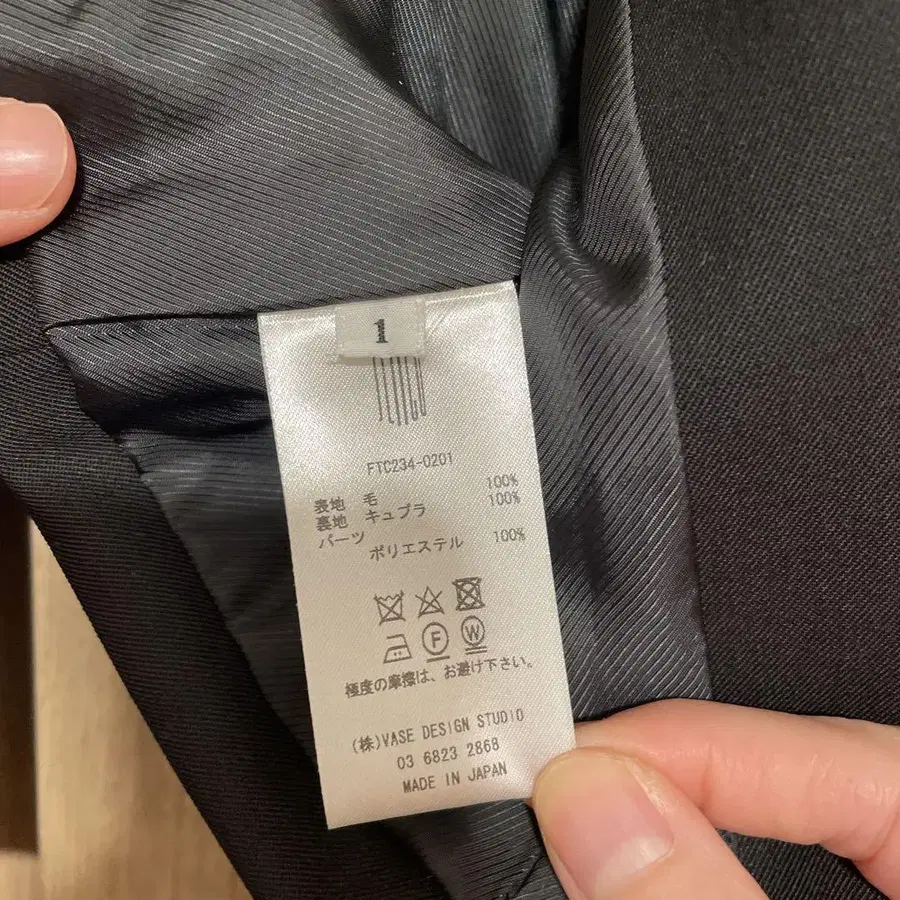 1
FTC234-0201
表地 毛 100%
裏地 キュプラ 100%
パーツ
ポリエステル 100%
F W
極度の摩擦は、お避け下さい。
(株)VASE DESIGN STUDIO
03 6823 2868
MADE IN JAPAN